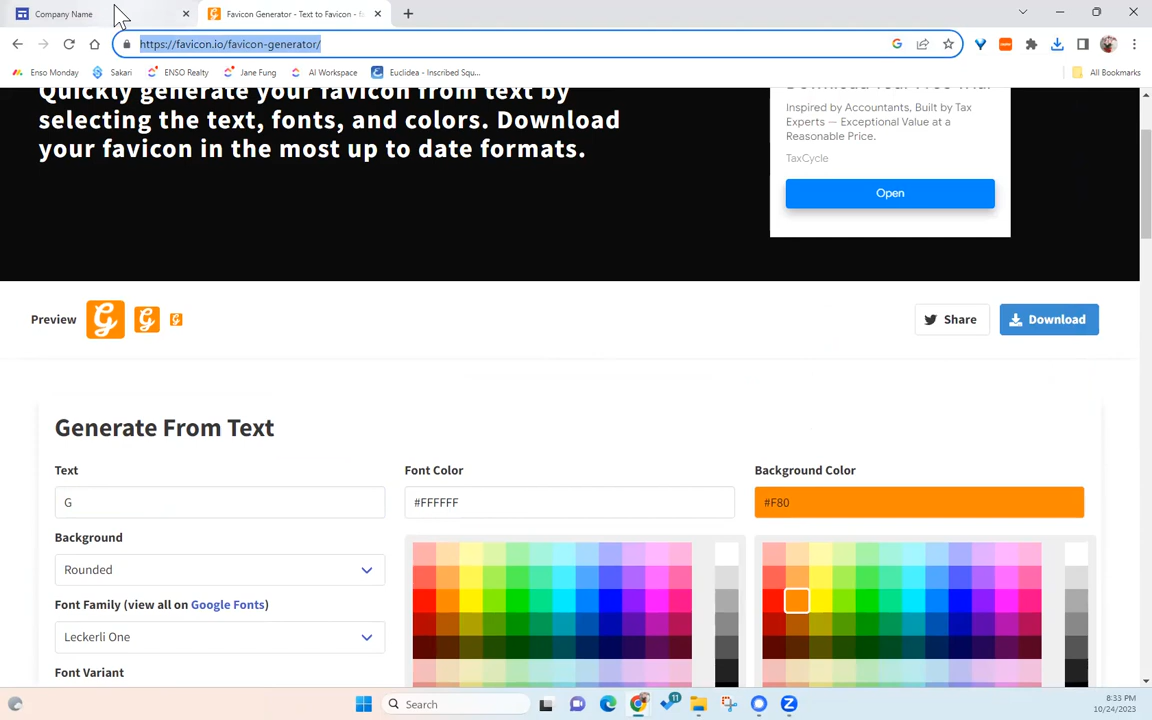 Company Name
Favicon Generator - Text to Favicon - f
https://favicon.io/favicon-generator/
Enso Monday
Sakari
ENSO Realty
Jane Fung
AI Workspace
Euclidea - Inscribed Squ...
All Bookmarks
Quickly generate your favicon from text by
selecting the text, fonts, and colors. Download
your favicon in the most up to date formats.
Inspired by Accountants, Built by Tax
Experts — Exceptional Value at a
Reasonable Price.
TaxCycle
Open
Preview
G
G
G
Share
Download
Generate From Text
Text
Font Color
Background Color
G
#FFFFFF
#F80
Background
Rounded
Font Family (view all on Google Fonts)
Leckerli One
Font Variant
Search
11
8:33 PM
10/24/2023